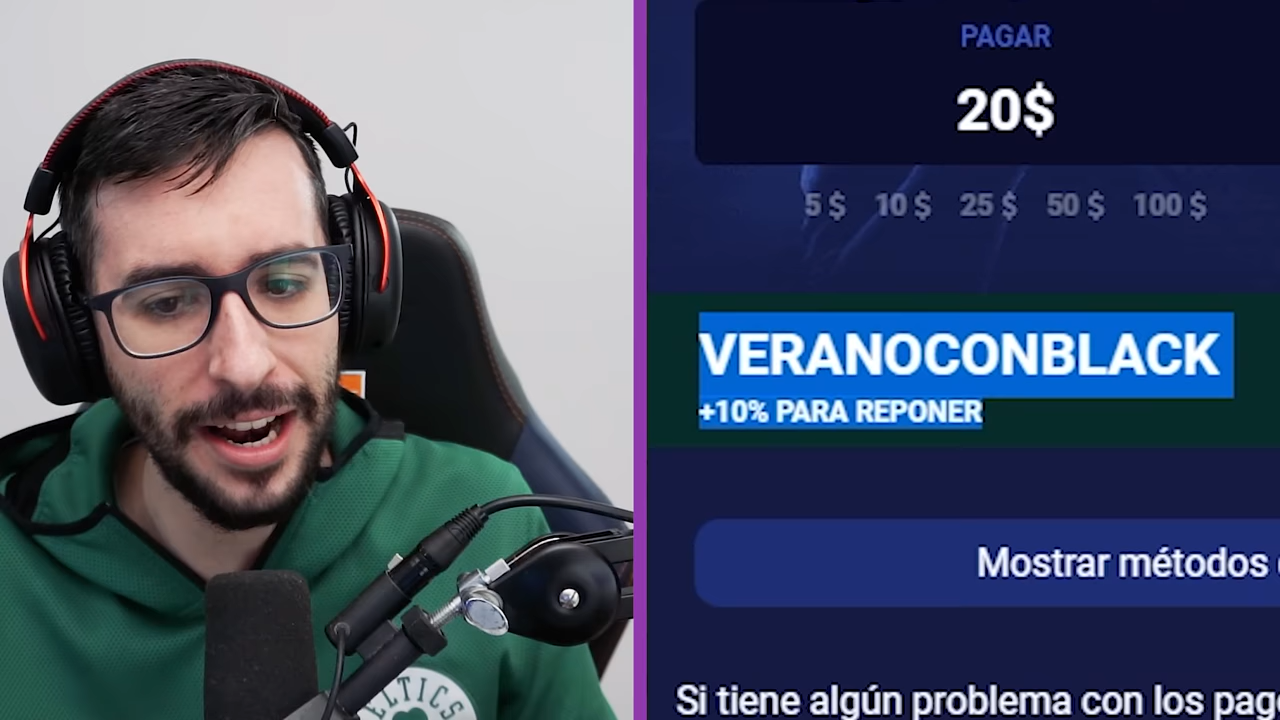 PAGAR
20$
5 $ 10 $ 25 $ 50 $ 100 $
VERANOCONBLACK
+10% PARA REPONER
Mostrar métodos
Si tiene algún problema con los pag
CELTICS